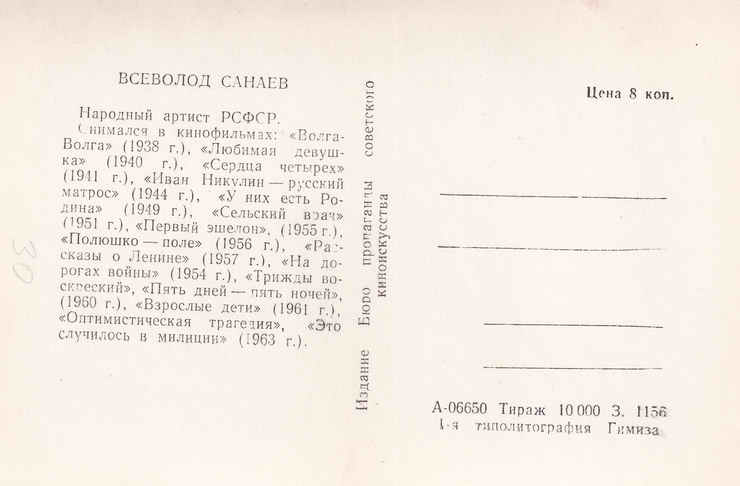 ВСЕВОЛОД САНАЕВ
Народный артист РСФСР.
Снимался в кинофильмах: «Волга-
Волга» (1938 г.), «Любимая девуш-
ка» (1940 г.), «Сердца четырех»
(1941 г.), «Иван Никулин — русский
матрос» (1944 г.), «У них есть Ро-
дина» (1949 г.), «Сельский врач»
(1951 г.), «Первый эшелон», (1955 г.),
«Полюшко — поле» (1956 г.), «Рас-
сказы о Ленине» (1957 г.), «На до-
рогах войны» (1954 г.), «Трижды во-
скресший», «Пять дней — пять ночей»,
(1960 г.), «Взрослые дети» (1961 г.),
«Оптимистическая трагедия», «Это
случилось в милиции» (1963 г.).
30
Издание Бюро пропаганды советского
киноискусства
Цена 8 коп.
А-06650 Тираж 10 000 З. 1156
1-я типолитография Гимиза